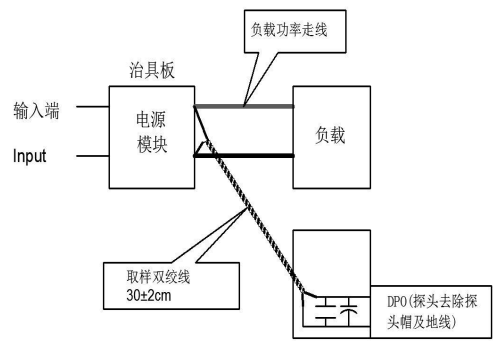 负载功率走线
治具板
输入端
Input
电源
模块
负载
取样双绞线
30±2cm
DPO(探头去除探
头帽及地线)